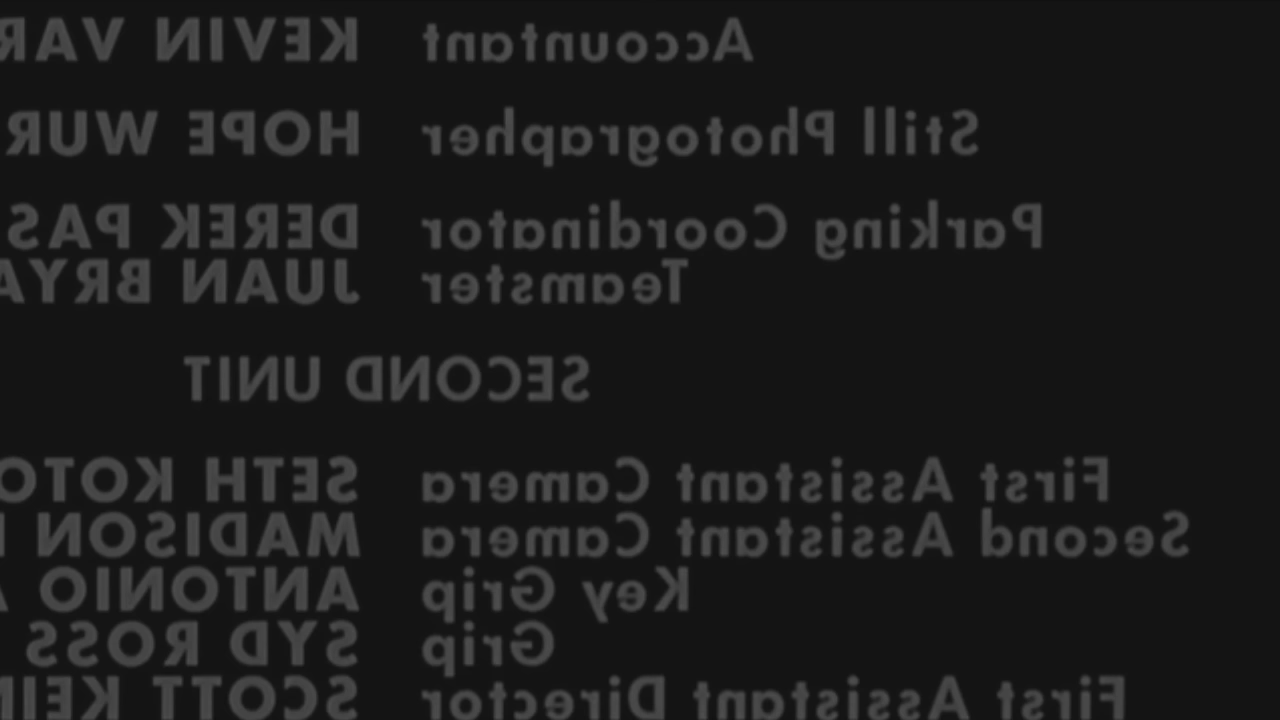 Accountant KEVIN VAR
Still Photographer HOPE WUR
Parking Coordinator DEREK PAS
Teamster JUAN BRYA
SECOND UNIT
First Assistant Camera SETH KOTO
Second Assistant Camera MADISON
Key Grip ANTONIO A
Grip SYD ROSS
First Assistant Director SCOTT KEIN